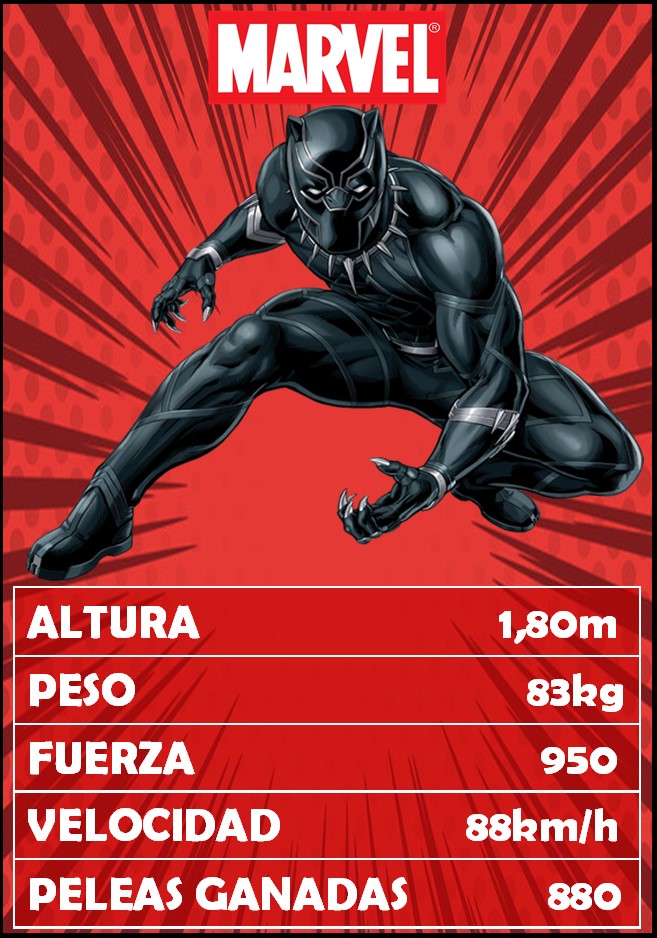 MARVEL®
ALTURA 1,80m
PESO 83kg
FUERZA 950
VELOCIDAD 88km/h
PELEAS GANADAS 880